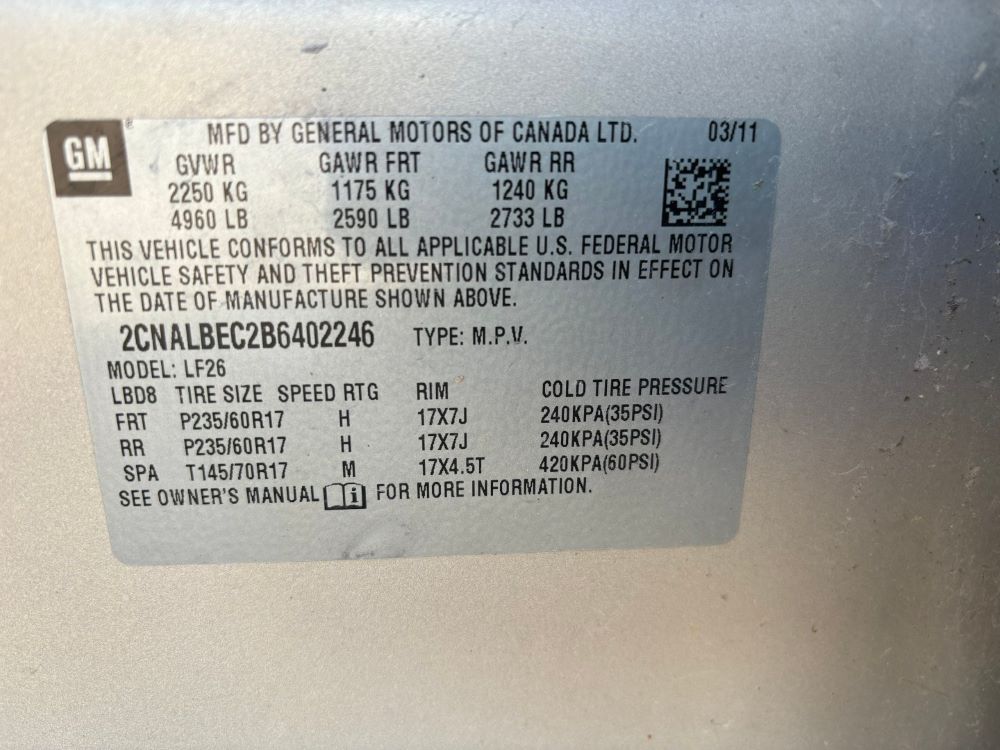 GM®
MFD BY GENERAL MOTORS OF CANADA LTD. 03/11
GVWR GAWR FRT GAWR RR
2250 KG 1175 KG 1240 KG
4960 LB 2590 LB 2733 LB
THIS VEHICLE CONFORMS TO ALL APPLICABLE U.S. FEDERAL MOTOR
VEHICLE SAFETY AND THEFT PREVENTION STANDARDS IN EFFECT ON
THE DATE OF MANUFACTURE SHOWN ABOVE.
2CNALBEC2B6402246 TYPE: M.P.V.
MODEL: LF26
LBD8 TIRE SIZE SPEED RTG RIM COLD TIRE PRESSURE
FRT P235/60R17 H 17X7J 240KPA(35PSI)
RR P235/60R17 H 17X7J 240KPA(35PSI)
SPA T145/70R17 M 17X4.5T 420KPA(60PSI)
SEE OWNER'S MANUAL i FOR MORE INFORMATION.